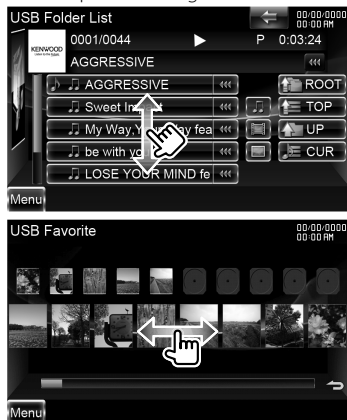 USB Folder List
00/00/0000
00:00 AM
KENWOOD
0001/0044 P 0:03:24
AGGRESSIVE
AGGRESSIVE
ROOT
Sweet
TOP
My Way, fea
UP
be with
CUR
LOSE YOUR MIND fe
Menu
USB Favorite
00/00/0000
00:00 AM
Menu